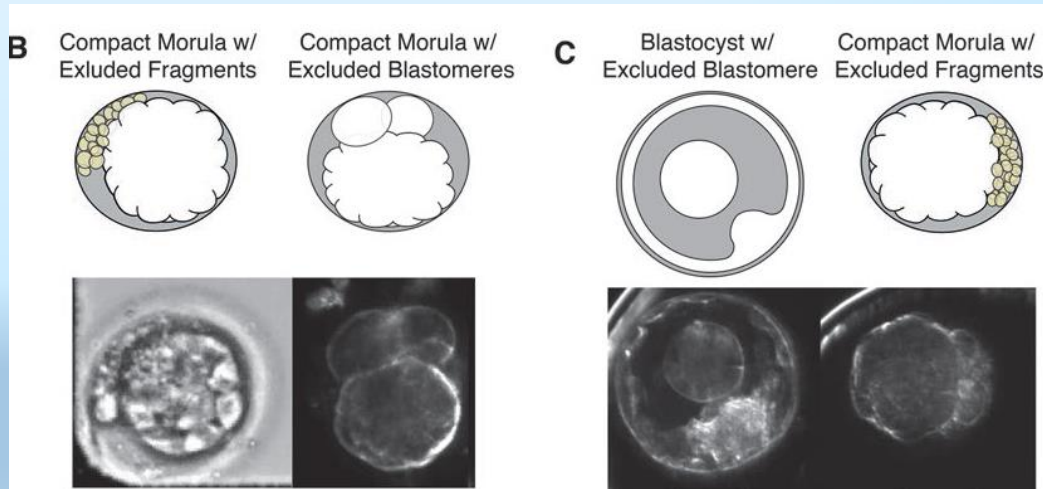 B
Compact Morula w/
Exluded Fragments
Compact Morula w/
Excluded Blastomeres
C
Blastocyst w/
Excluded Blastomere
Compact Morula w/
Excluded Fragments